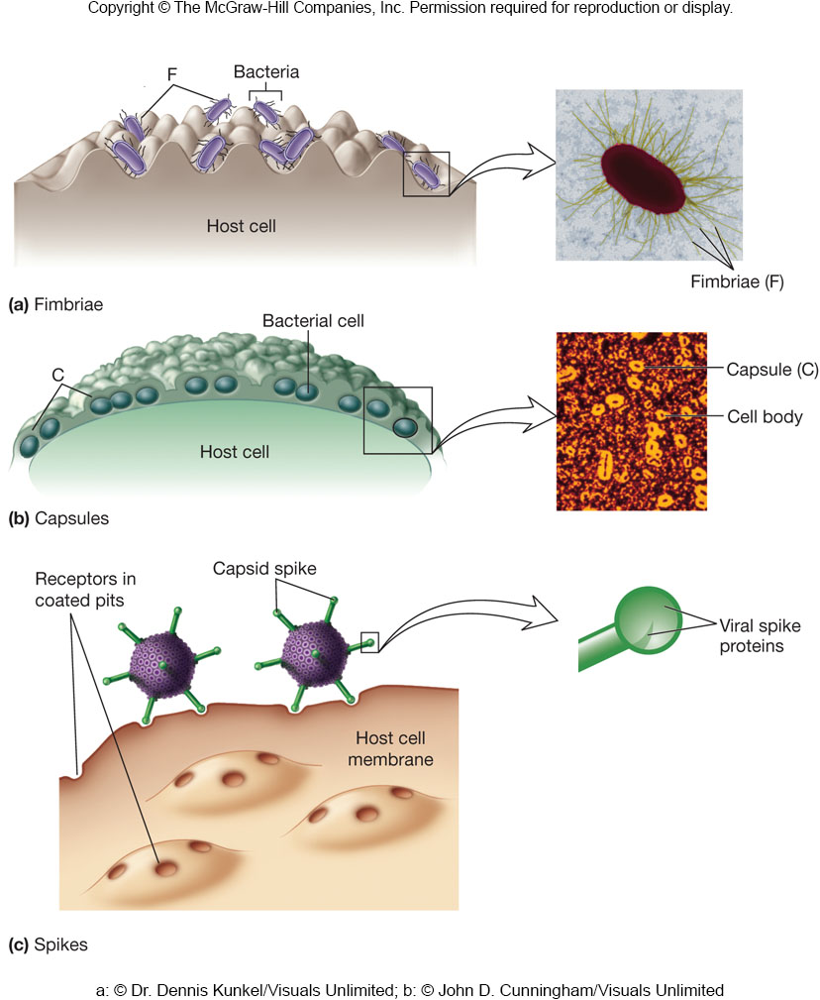 Copyright © The McGraw-Hill Companies, Inc. Permission required for reproduction or display.
F
Bacteria
Host cell
Fimbriae (F)
(a) Fimbriae
Bacterial cell
C
Capsule (C)
Cell body
Host cell
(b) Capsules
Receptors in
coated pits
Capsid spike
Viral spike
proteins
Host cell
membrane
(c) Spikes
a: © Dr. Dennis Kunkel/Visuals Unlimited; b: © John D. Cunningham/Visuals Unlimited